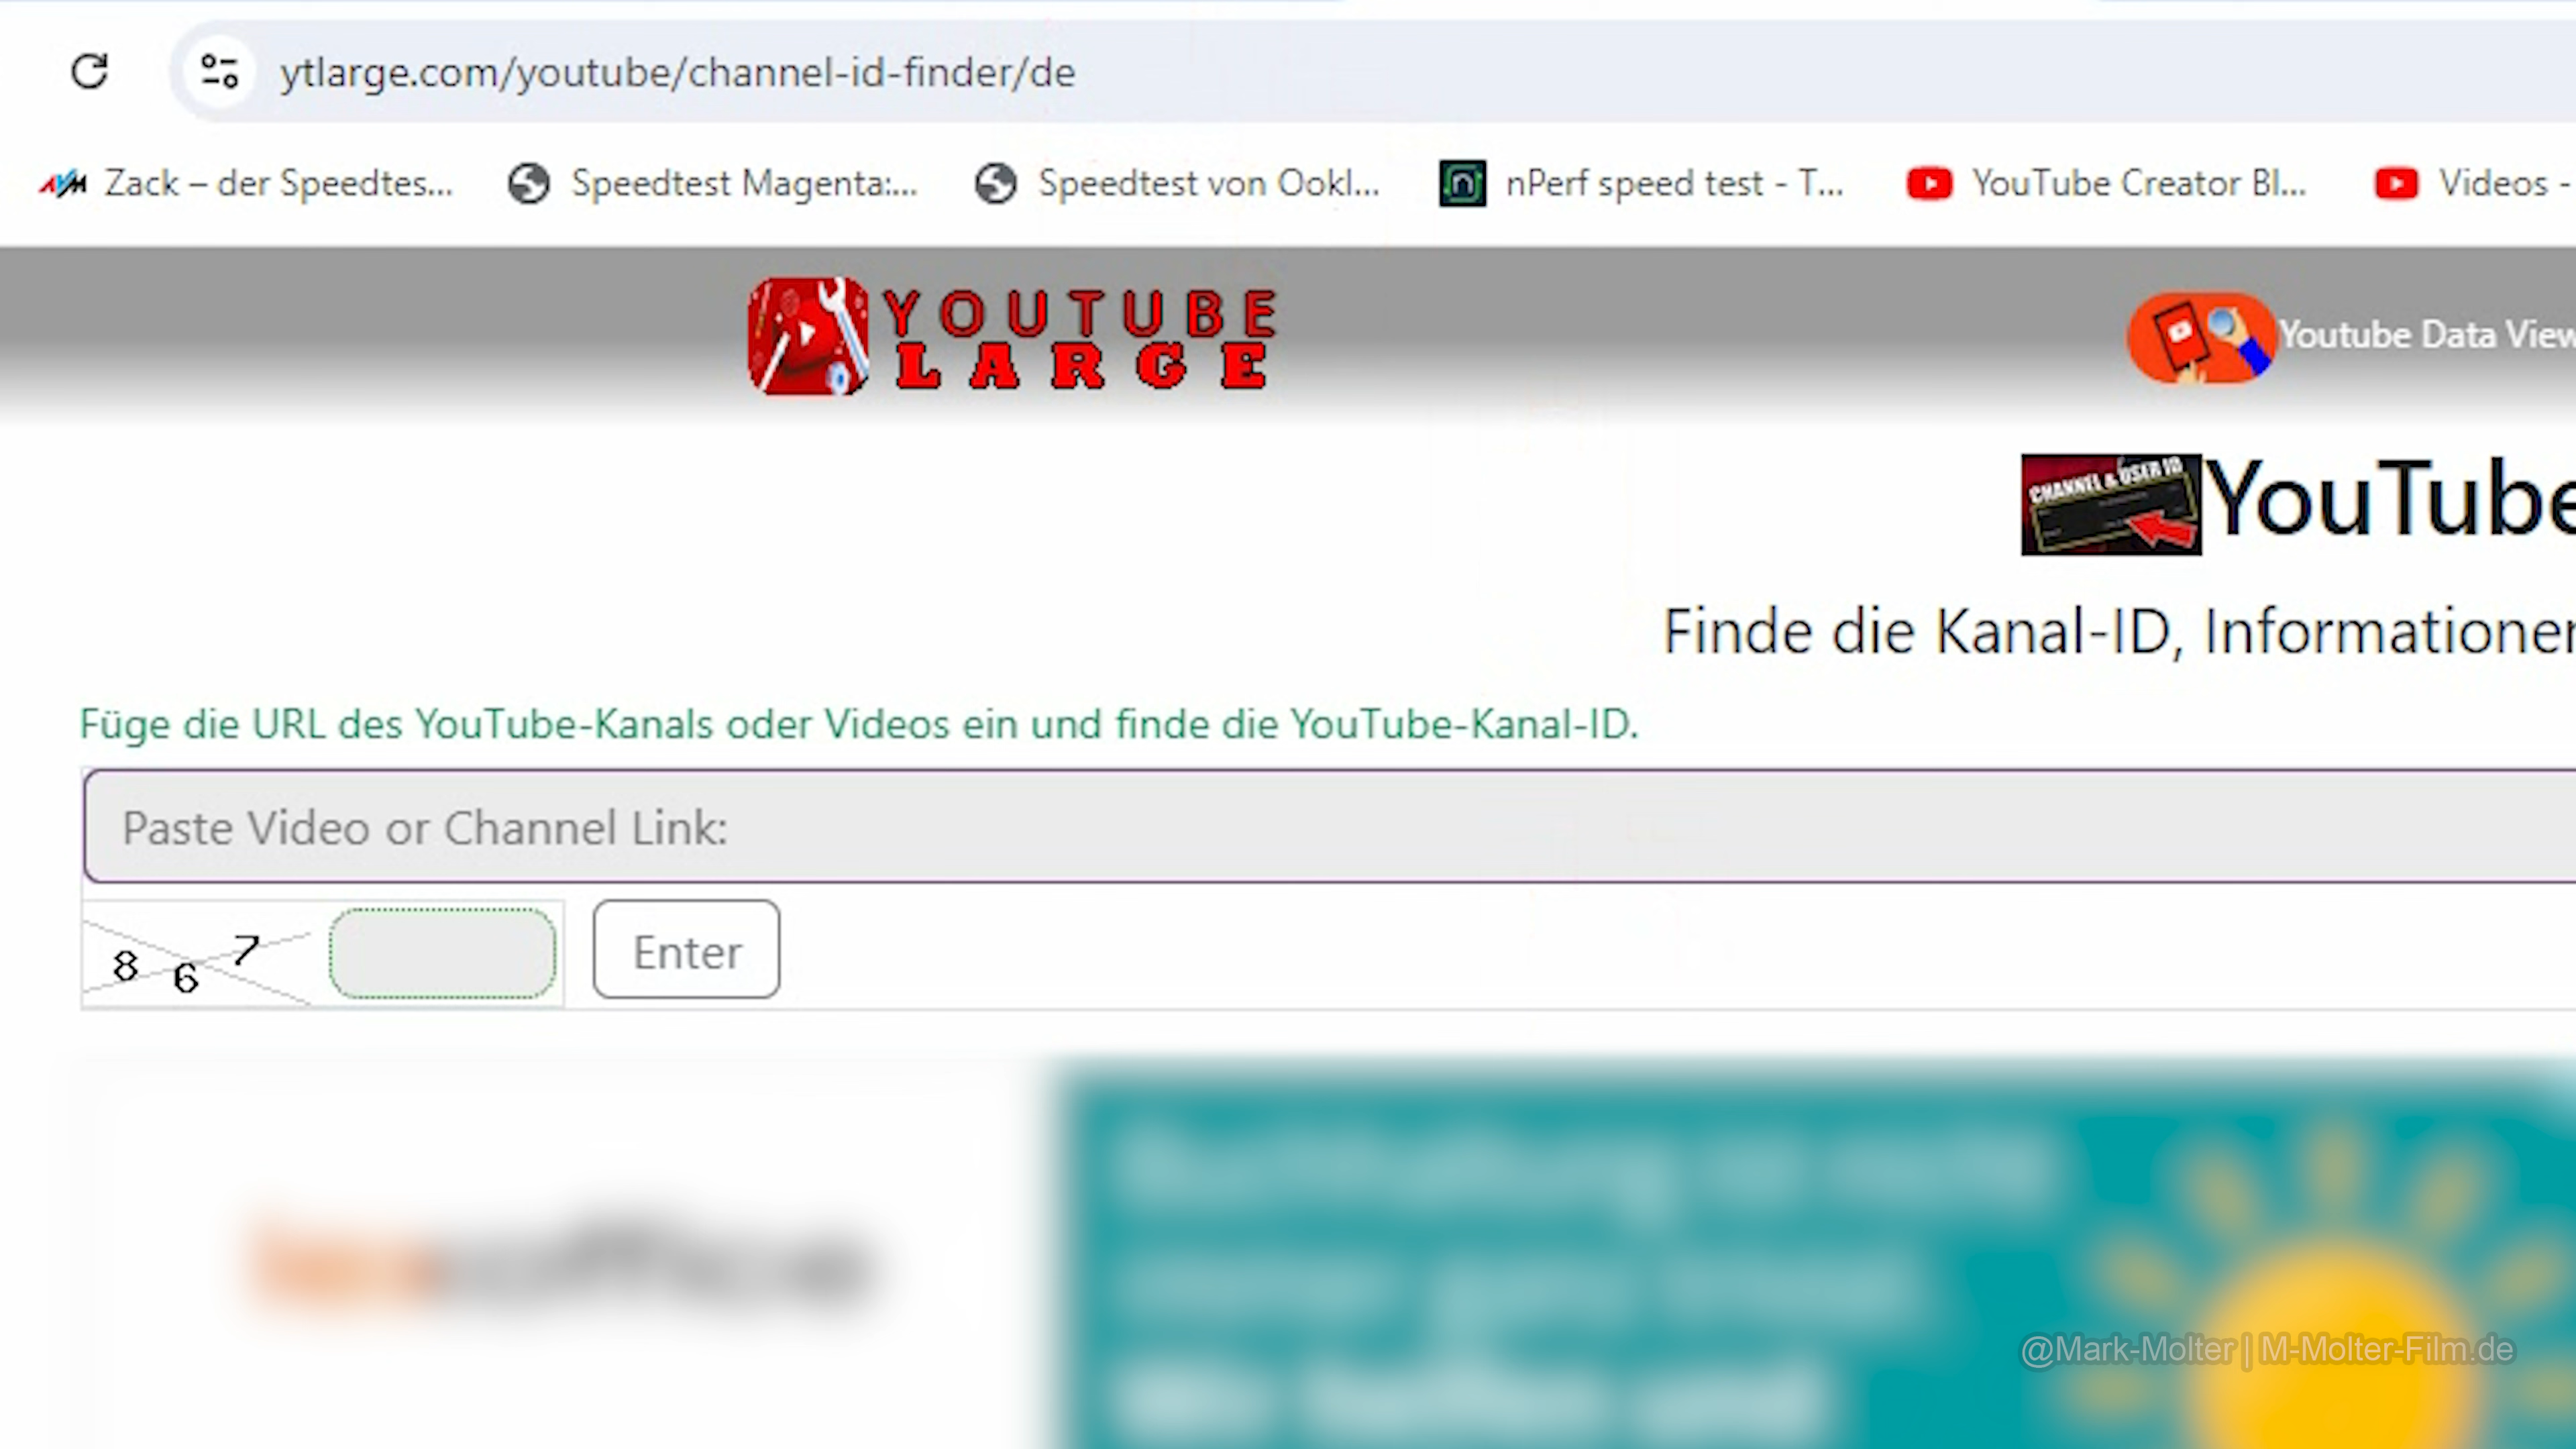 ytlarge.com/youtube/channel-id-finder/de
Zack – der Speedtes... Speedtest Magenta:... Speedtest von Ookl... nPerf speed test - T... YouTube Creator Bl... Videos -
YOUTUBE
LARGE
Youtube Data View
CHANNEL & USER ID
YouTube
Finde die Kanal-ID, Informationen
Füge die URL des YouTube-Kanals oder Videos ein und finde die YouTube-Kanal-ID.
Paste Video or Channel Link:
8 6 7
Enter
@Mark-Molter | M-Molter-Film.de